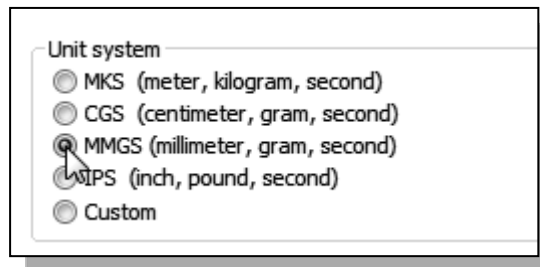 Unit system
MKS (meter, kilogram, second)
CGS (centimeter, gram, second)
MMGS (millimeter, gram, second)
IPS (inch, pound, second)
Custom